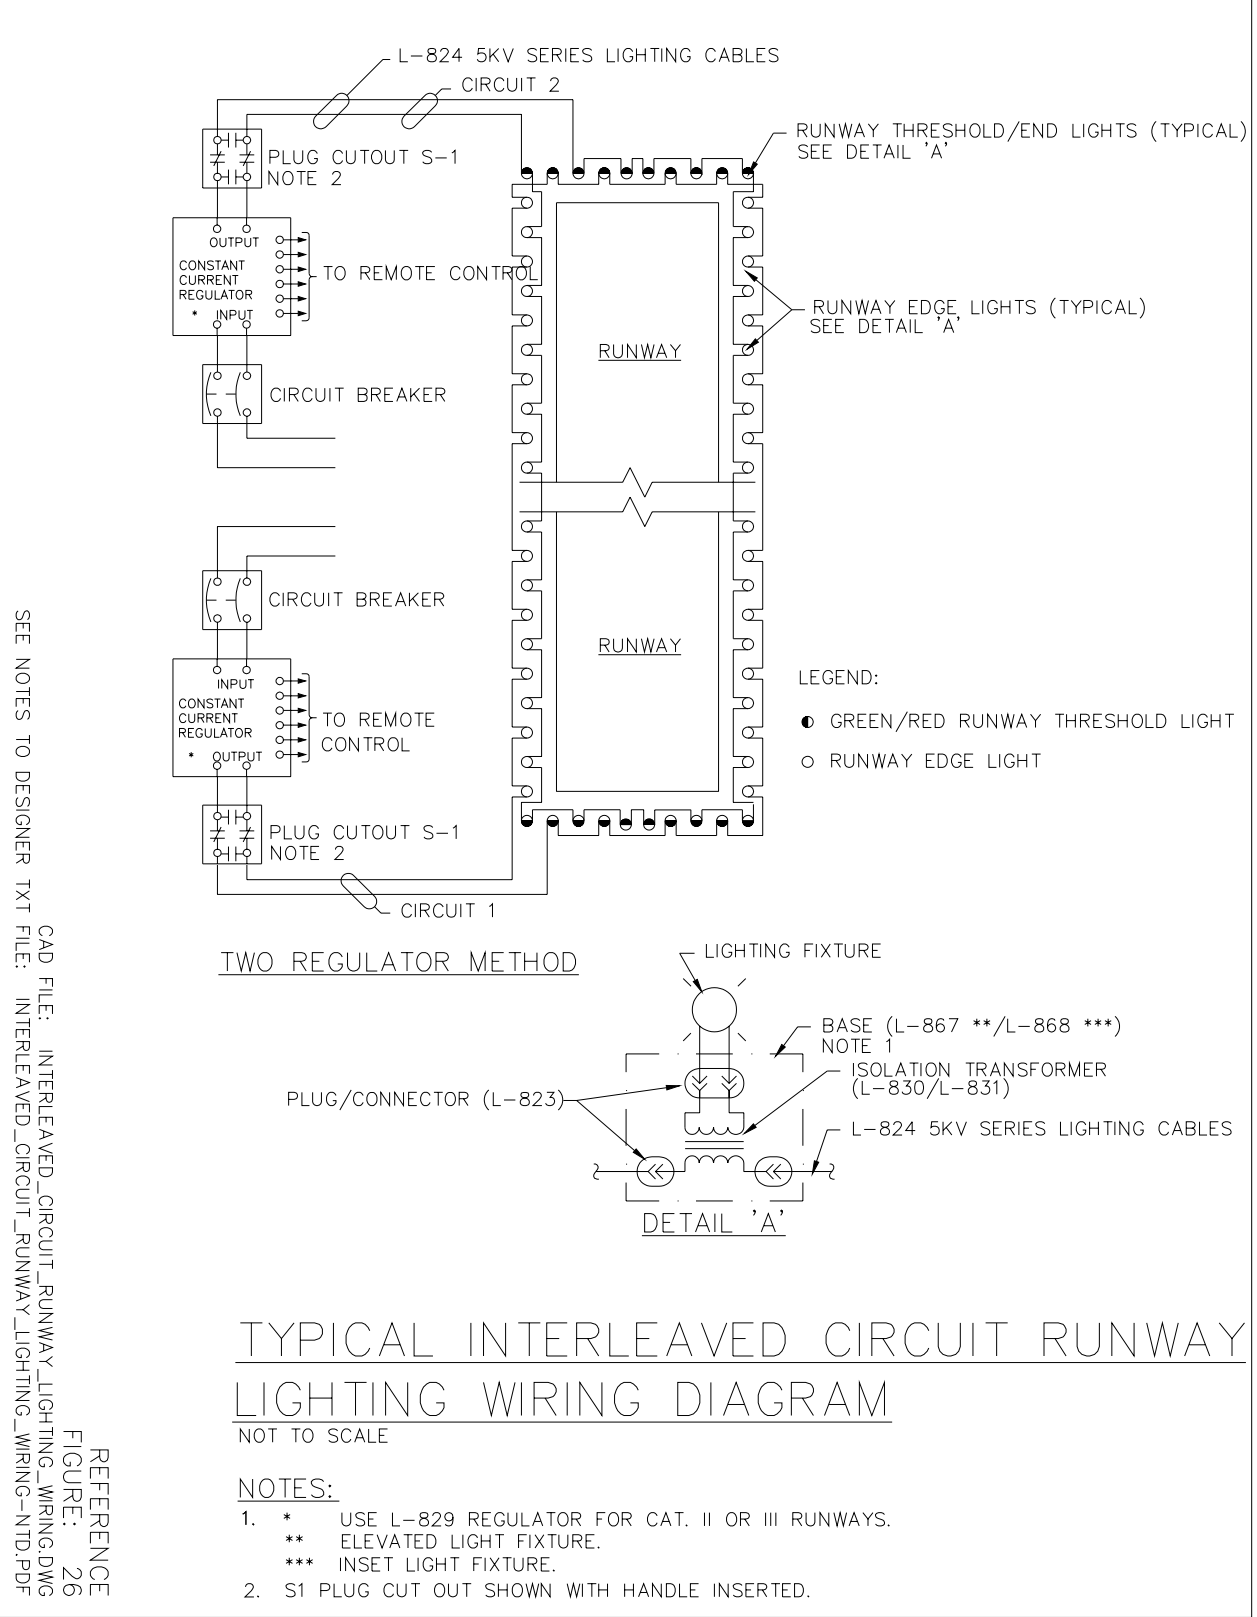 L-824 5KV SERIES LIGHTING CABLES
CIRCUIT 2
RUNWAY THRESHOLD/END LIGHTS (TYPICAL)
SEE DETAIL 'A'
PLUG CUTOUT S-1
NOTE 2
OUTPUT
CONSTANT
CURRENT
REGULATOR
* INPUT
TO REMOTE CONTROL
RUNWAY EDGE LIGHTS (TYPICAL)
SEE DETAIL 'A'
RUNWAY
CIRCUIT BREAKER
CIRCUIT BREAKER
RUNWAY
INPUT
CONSTANT
CURRENT
REGULATOR
* OUTPUT
TO REMOTE
CONTROL
LEGEND:
GREEN/RED RUNWAY THRESHOLD LIGHT
RUNWAY EDGE LIGHT
PLUG CUTOUT S-1
NOTE 2
CIRCUIT 1
TWO REGULATOR METHOD
LIGHTING FIXTURE
BASE (L-867 **/L-868 ***)
NOTE 1
ISOLATION TRANSFORMER
(L-830/L-831)
PLUG/CONNECTOR (L-823)
L-824 5KV SERIES LIGHTING CABLES
DETAIL 'A'
TYPICAL INTERLEAVED CIRCUIT RUNWAY
LIGHTING WIRING DIAGRAM
NOT TO SCALE
NOTES:
1. * USE L-829 REGULATOR FOR CAT. II OR III RUNWAYS.
** ELEVATED LIGHT FIXTURE.
*** INSET LIGHT FIXTURE.
2. S1 PLUG CUT OUT SHOWN WITH HANDLE INSERTED.
REFERENCE
FIGURE: 26
CAD FILE: INTERLEAVED_CIRCUIT_RUNWAY_LIGHTING_WIRING.DWG
SEE NOTES TO DESIGNER TXT FILE: INTERLEAVED_CIRCUIT_RUNWAY_LIGHTING_WIRING-NTD.PDF